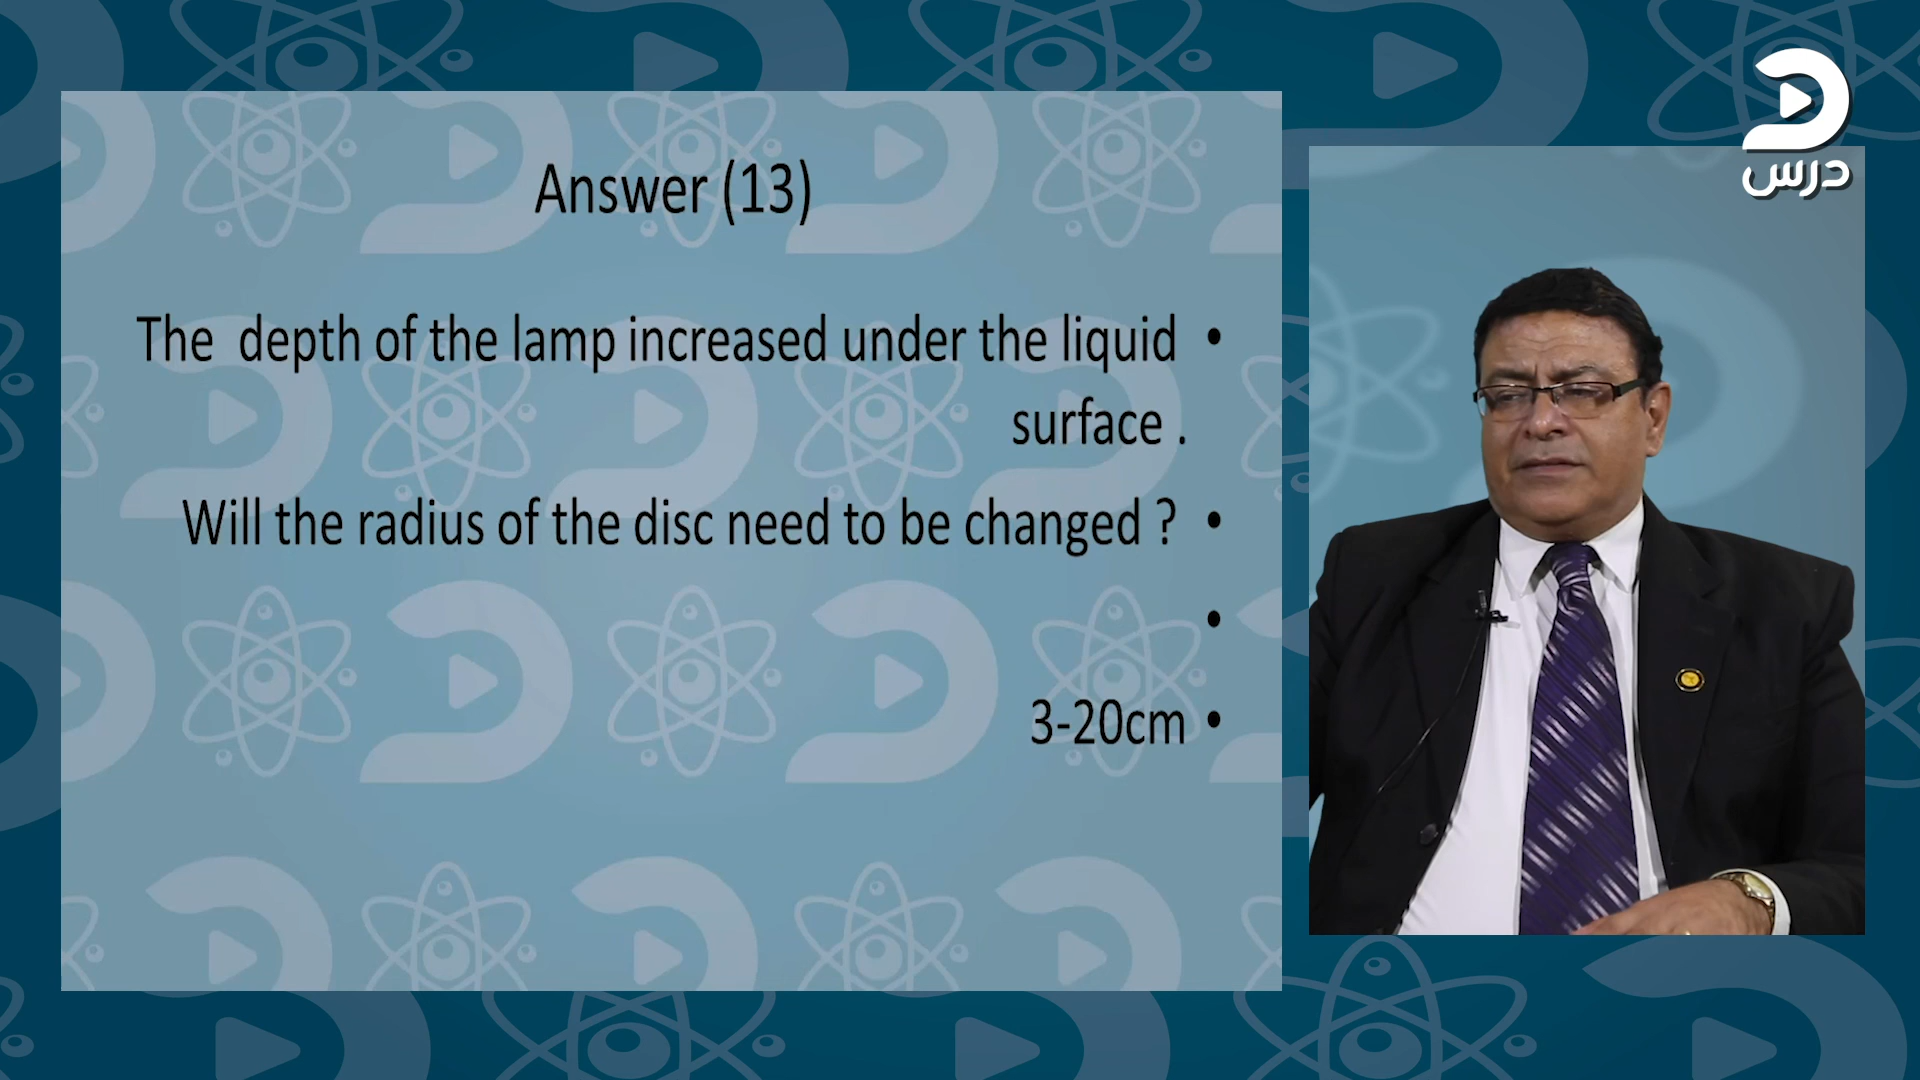 Answer (13)
The depth of the lamp increased under the liquid
surface .
Will the radius of the disc need to be changed ?
3-20cm
درس